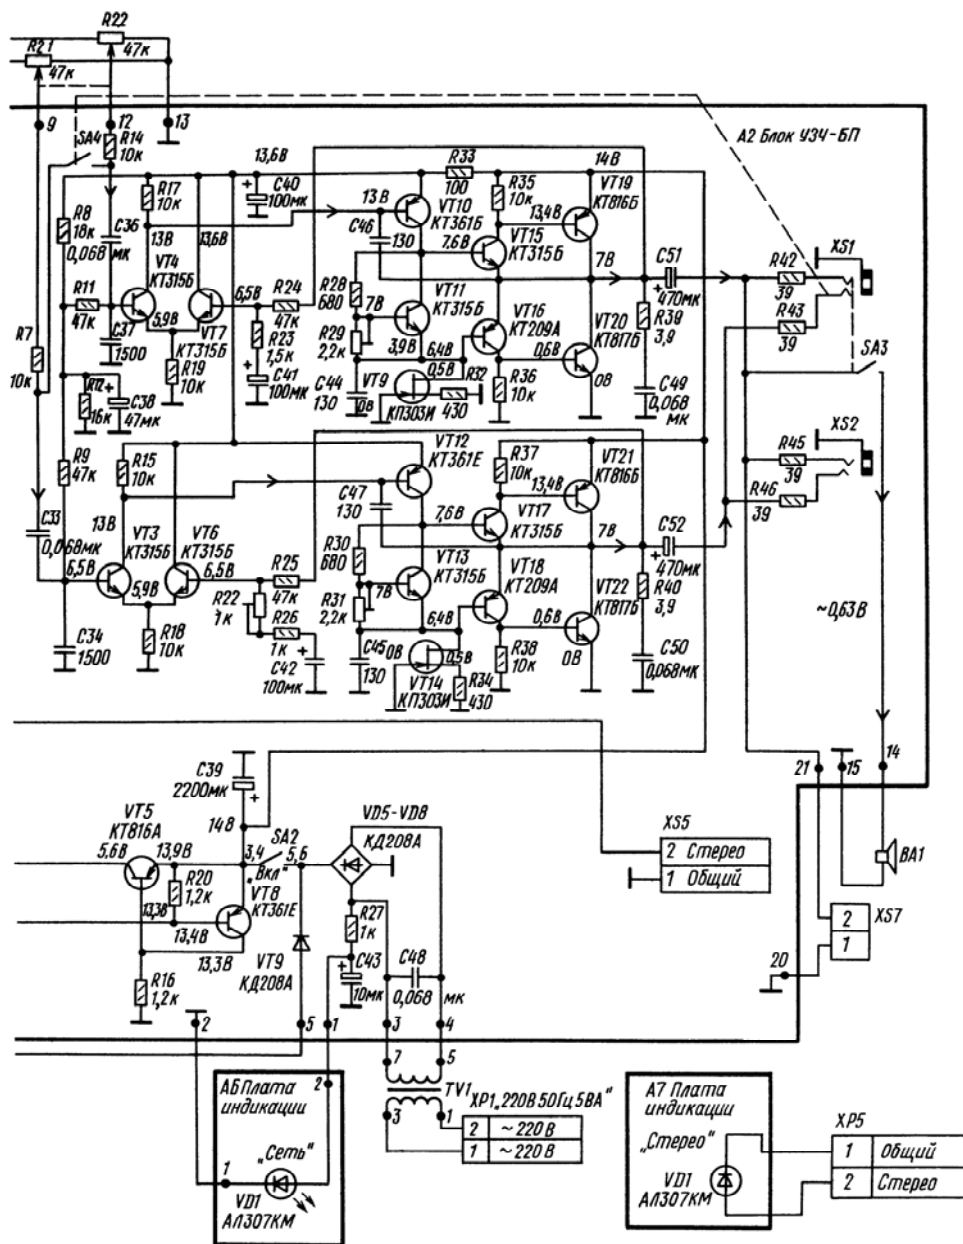 R22
47к
R21
47к
9
12
13
SA4
R14
10к
А2 Блок УЗЧ-БП
13,6В
R33
100
14В
R17
10к
C40
100мк
13В
VT10
КТ361Б
R35
10к
VT19
КТ816Б
R8
18к
C36
0,068
мк
13В
13,6В
C46
130
13,4В
7,6В
VT15
КТ315Б
XS1
VT4
КТ315Б
R28
680
7В
C51
470мк
R42
39
R11
47к
6,5В
R24
47к
7В
VT11
КТ315Б
VT16
КТ209А
VT20
КТ817Б
R39
3,9
R43
39
5,9В
C37
1500
VT7
КТ315Б
R23
1,5к
R29
2,2к
3,9В
6,4В
0,6В
SA3
R7
10к
R19
10к
C41
100мк
C44
130
VT9
0В
0,5В
R32
430
КП303И
R36
10к
0В
C49
0,068
мк
R12
16к
C38
47мк
XS2
VT12
КТ361Е
R37
10к
VT21
КТ816Б
R9
47к
R15
10к
R45
39
C47
130
13,4В
R46
39
7,6В
VT17
КТ315Б
C33
0,068мк
13В
VT3
КТ315Б
VT6
КТ315Б
R30
680
7В
C52
470мк
6,5В
5,9В
6,5В
R25
47к
7В
VT13
КТ315Б
VT18
КТ209А
VT22
КТ817Б
R40
3,9
~0,63В
R22
1к
R31
2,2к
6,4В
0,6В
R26
1к
C34
1500
R18
10к
C42
100мк
C45
130
0В
0,5В
VT14
КП303И
R34
430
R38
10к
0В
C50
0,068мк
C39
2200мк
21
15
14
VT5
КТ816А
14В
SA2
VD5-VD8
КД208А
XS5
5,6В
13,9В
3,4
5,6
„Вкл"
2 Стерео
1 Общий
BA1
R20
1,2к
VT8
КТ361Е
R27
1к
2
XS7
1
13,3В
13,4В
13,3В
VT9
КД208А
C43
10мк
C48
0,068
мк
20
R16
1,2к
2
5
1
3
4
7
5
TV1
А6 Плата
индикации
2
3
1
XP1 „220В 50Гц 5ВА"
2 ~220В
1 ~220В
„Сеть"
1
VD1
АЛ307КМ
А7 Плата
индикации
„Стерео"
VD1
АЛ307КМ
XP5
1 Общий
2 Стерео